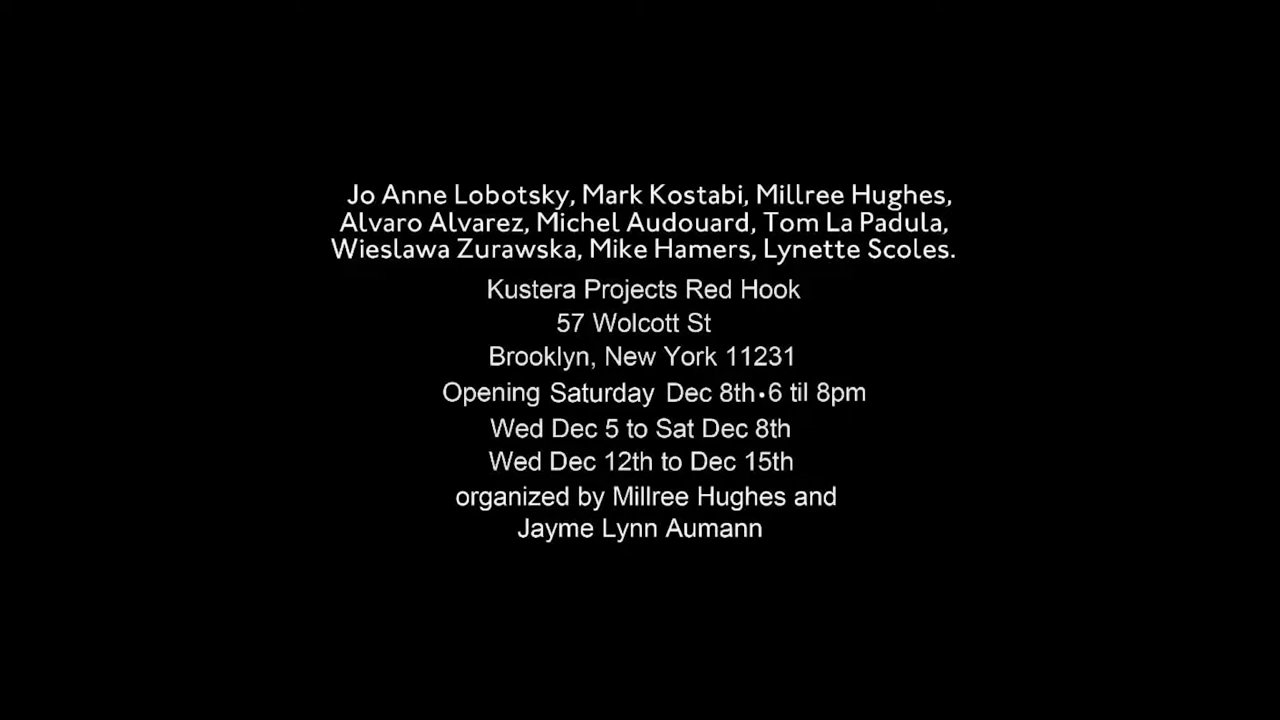 Jo Anne Lobotsky, Mark Kostabi, Millree Hughes,
Alvaro Alvarez, Michel Audouard, Tom La Padula,
Wieslawa Zurawska, Mike Hamers, Lynette Scoles.
Kustera Projects Red Hook
57 Wolcott St
Brooklyn, New York 11231
Opening Saturday Dec 8th•6 til 8pm
Wed Dec 5 to Sat Dec 8th
Wed Dec 12th to Dec 15th
organized by Millree Hughes and
Jayme Lynn Aumann